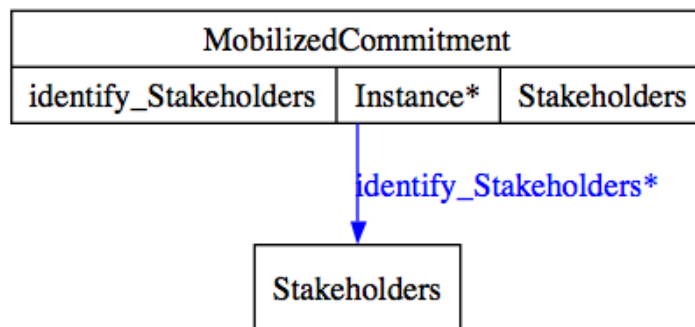 MobilizedCommitment
identify_Stakeholders Instance* Stakeholders
identify_Stakeholders*
Stakeholders